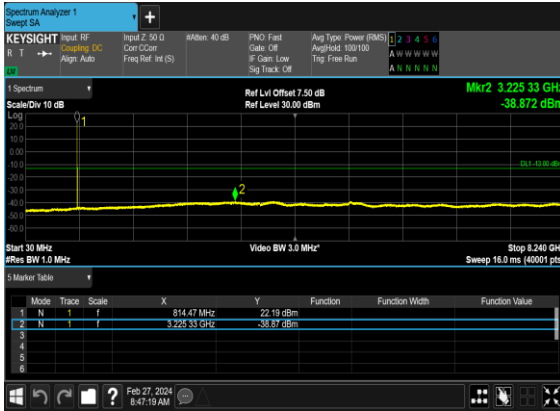 Spectrum Analyzer 1
Swept SA
+
KEYSIGHT
R T
LV
Input: RF
Coupling: DC
Align: Auto
Input Z: 50 Ω
Corr CCorr
Freq Ref: Int (S)
#Atten: 40 dB
PNO: Fast
Gate: Off
IF Gain: Low
Sig Track: Off
Avg Type: Power (RMS)
Avg|Hold: 100/100
Trig: Free Run
1 2 3 4 5 6
A W W W W W
A N N N N N
1 Spectrum
Scale/Div 10 dB
Ref Lvl Offset 7.50 dB
Ref Level 30.00 dBm
Mkr2 3.225 33 GHz
-38.872 dBm
Log
20.0
10.0
0.00
-10.0
-20.0
-30.0
-40.0
-50.0
-60.0
1
DL1 -13.00 dBm
2
Start 30 MHz
#Res BW 1.0 MHz
Video BW 3.0 MHz*
Stop 8.240 GH
Sweep 16.0 ms (40001 pts
5 Marker Table
Mode Trace Scale X Y Function Function Width Function Value
1 N 1 f 814.47 MHz 22.19 dBm
2 N 1 f 3.225 33 GHz -38.87 dBm
3
4
5
6
?
Feb 27, 2024
8:47:19 AM